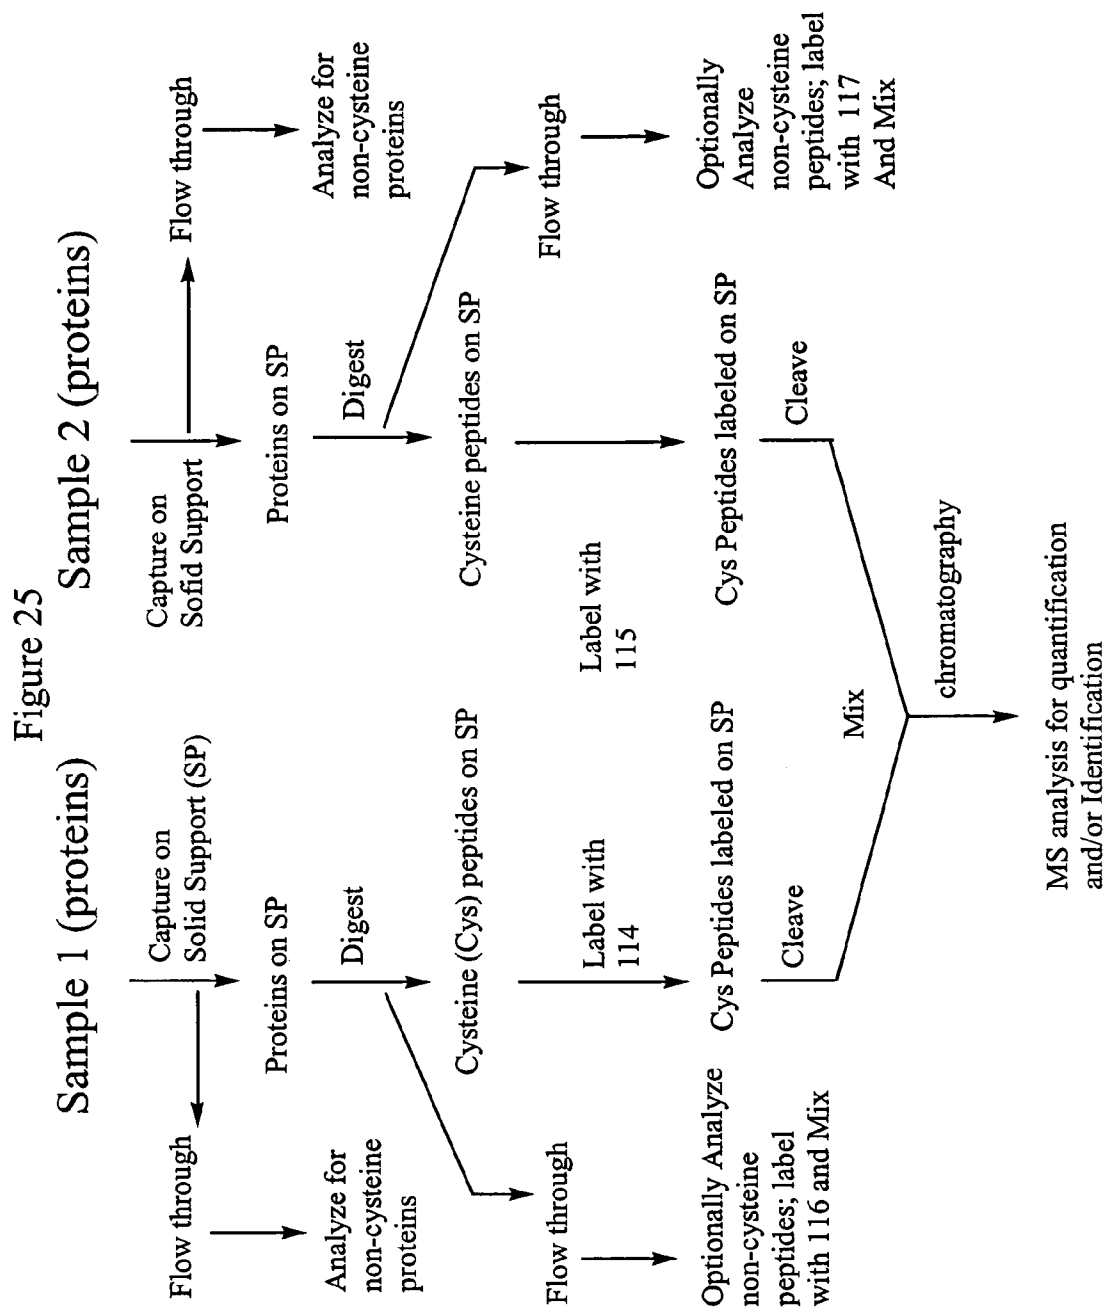 Figure 25
Sample 1 (proteins)
Capture on
Solid Support (SP)
Flow through
Analyze for
non-cysteine
proteins
Proteins on SP
Digest
Flow through
Optionally Analyze
non-cysteine
peptides; label
with 116 and Mix
Cysteine (Cys) peptides on SP
Label with
114
Cys Peptides labeled on SP
Cleave
Sample 2 (proteins)
Capture on
Sofid Support
Flow through
Analyze for
non-cysteine
proteins
Proteins on SP
Digest
Flow through
Optionally
Analyze
non-cysteine
peptides; label
with 117
And Mix
Cysteine peptides on SP
Label with
115
Cys Peptides labeled on SP
Cleave
Mix
chromatography
MS analysis for quantification
and/or Identification